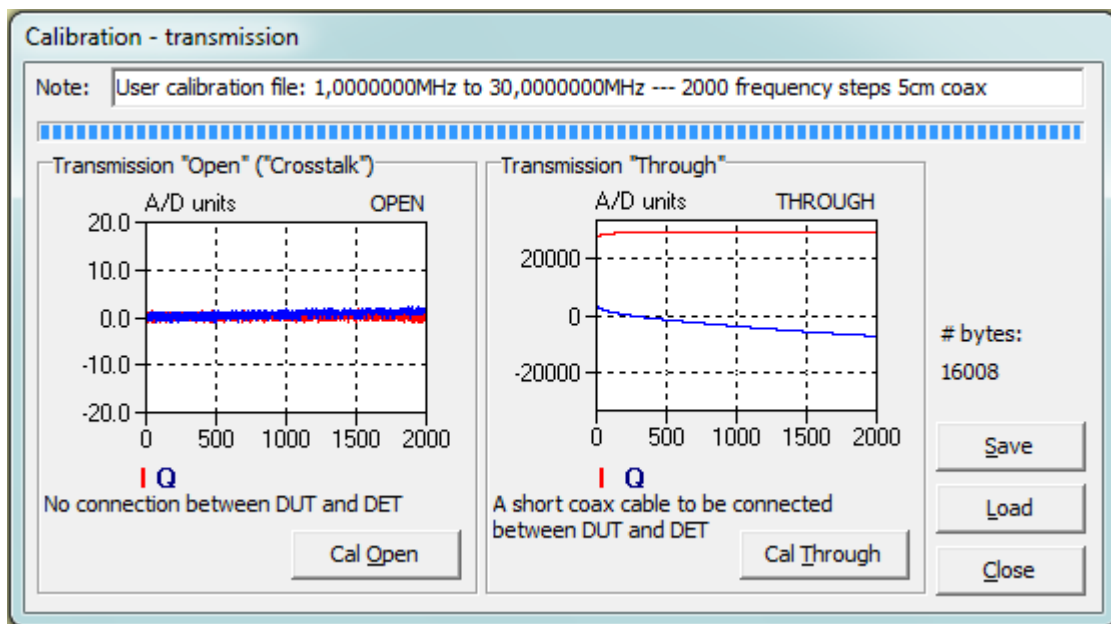 Calibration - transmission
Note: User calibration file: 1,0000000MHz to 30,0000000MHz --- 2000 frequency steps 5cm coax
Transmission "Open" ("Crosstalk")
A/D units OPEN
20.0
10.0
0.0
-10.0
-20.0
0 500 1000 1500 2000
I Q
No connection between DUT and DET
Cal Open
Transmission "Through"
A/D units THROUGH
20000
0
-20000
0 500 1000 1500 2000
I Q
A short coax cable to be connected
between DUT and DET
Cal Through
# bytes:
16008
Save
Load
Close